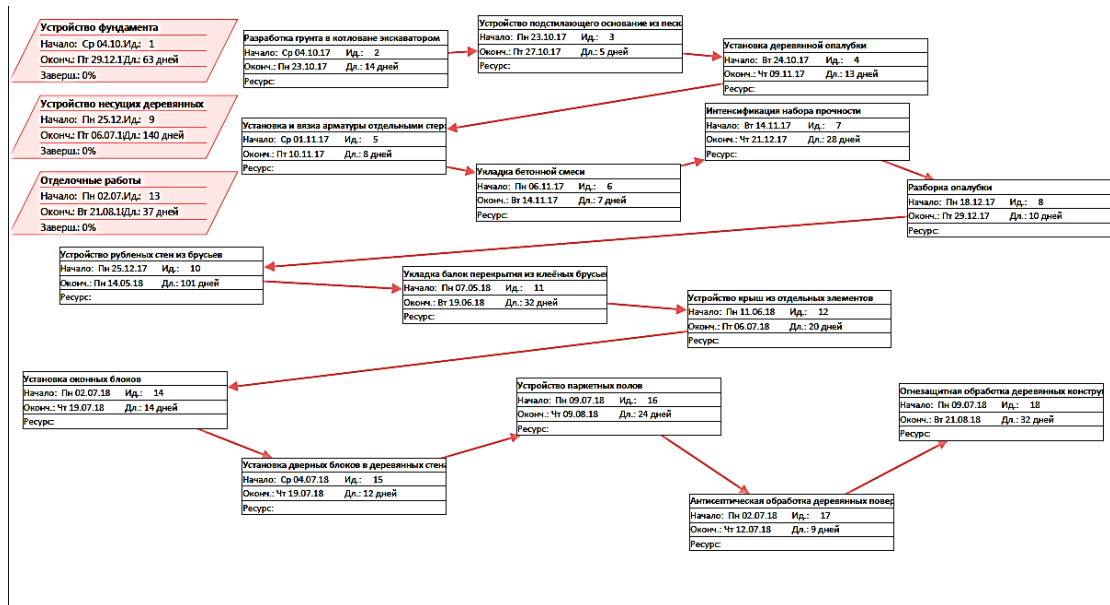 Устройство фундамента
Начало: Ср 04.10. Ид.: 1
Оконч: Пт 29.12.1 Дл.: 63 дней
Заверш.: 0%
Устройство несущих деревянных
Начало: Пн 25.12. Ид.: 9
Оконч: Пт 06.07.1 Дл.: 140 дней
Заверш.: 0%
Отделочные работы
Начало: Пн 02.07. Ид.: 13
Оконч: Вт 21.08.1 Дл.: 37 дней
Заверш.: 0%
Разработка грунта в котловане экскаватором
Начало: Ср 04.10.17 Ид.: 2
Оконч.: Пн 23.10.17 Дл.: 14 дней
Ресурс:
Устройство подстилающего основание из песк
Начало: Пн 23.10.17 Ид.: 3
Оконч.: Пт 27.10.17 Дл.: 5 дней
Ресурс:
Установка деревянной опалубки
Начало: Вт 24.10.17 Ид.: 4
Оконч.: Чт 09.11.17 Дл.: 13 дней
Ресурс:
Установка и вязка арматуры отдельными стер
Начало: Ср 01.11.17 Ид.: 5
Оконч.: Пт 10.11.17 Дл.: 8 дней
Ресурс:
Укладка бетонной смеси
Начало: Пн 06.11.17 Ид.: 6
Оконч.: Вт 14.11.17 Дл.: 7 дней
Ресурс:
Интенсификация набора прочности
Начало: Вт 14.11.17 Ид.: 7
Оконч.: Чт 21.12.17 Дл.: 28 дней
Ресурс:
Разборка опалубки
Начало: Пн 18.12.17 Ид.: 8
Оконч.: Пт 29.12.17 Дл.: 10 дней
Ресурс:
Устройство рубленых стен из брусьев
Начало: Пн 25.12.17 Ид.: 10
Оконч.: Пн 14.05.18 Дл.: 101 дней
Ресурс:
Укладка балок перекрытия из клеёных брусье
Начало: Пн 07.05.18 Ид.: 11
Оконч.: Вт 19.06.18 Дл.: 32 дней
Ресурс:
Устройство крыш из отдельных элементов
Начало: Пн 11.06.18 Ид.: 12
Оконч.: Пт 06.07.18 Дл.: 20 дней
Ресурс:
Установка оконных блоков
Начало: Пн 02.07.18 Ид.: 14
Оконч.: Чт 19.07.18 Дл.: 14 дней
Ресурс:
Установка дверных блоков в деревянных стена
Начало: Ср 04.07.18 Ид.: 15
Оконч.: Чт 19.07.18 Дл.: 12 дней
Ресурс:
Устройство паркетных полов
Начало: Пн 09.07.18 Ид.: 16
Оконч.: Чт 09.08.18 Дл.: 24 дней
Ресурс:
Антисептическая обработка деревянных повер
Начало: Пн 02.07.18 Ид.: 17
Оконч.: Чт 12.07.18 Дл.: 9 дней
Ресурс:
Огнезащитная обработка деревянных констру
Начало: Пн 09.07.18 Ид.: 18
Оконч.: Вт 21.08.18 Дл.: 32 дней
Ресурс: